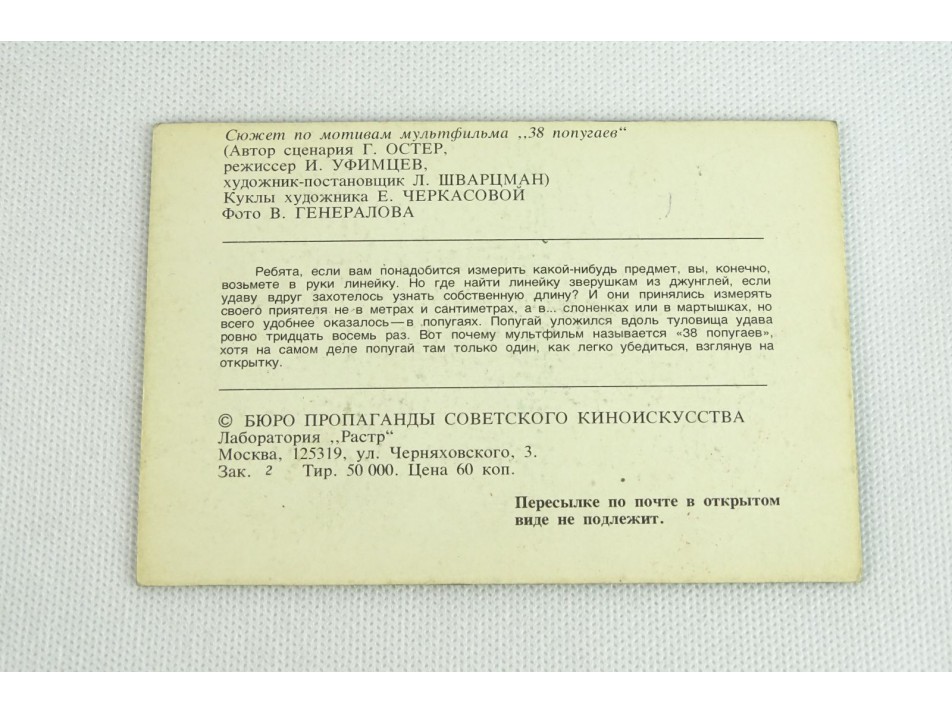 Сюжет по мотивам мультфильма ,,38 попугаев“
(Автор сценария Г. ОСТЕР,
режиссер И. УФИМЦЕВ,
художник-постановщик Л. ШВАРЦМАН)
Куклы художника Е. ЧЕРКАСОВОЙ
Фото В. ГЕНЕРАЛОВА
Ребята, если вам понадобится измерить какой-нибудь предмет, вы, конечно,
возьмете в руки линейку. Но где найти линейку зверушкам из джунглей, если
удаву вдруг захотелось узнать собственную длину? И они принялись измерять
своего приятеля не в метрах и сантиметрах, а в... слоненках или в мартышках, но
всего удобнее оказалось — в попугаях. Попугай уложился вдоль туловища удава
ровно тридцать восемь раз. Вот почему мультфильм называется «38 попугаев»,
хотя на самом деле попугай там только один, как легко убедиться, взглянув на
открытку.
© БЮРО ПРОПАГАНДЫ СОВЕТСКОГО КИНОИСКУССТВА
Лаборатория ,,Растр“
Москва, 125319, ул. Черняховского, 3.
Зак. 2 Тир. 50 000. Цена 60 коп.
Пересылке по почте в открытом
виде не подлежит.